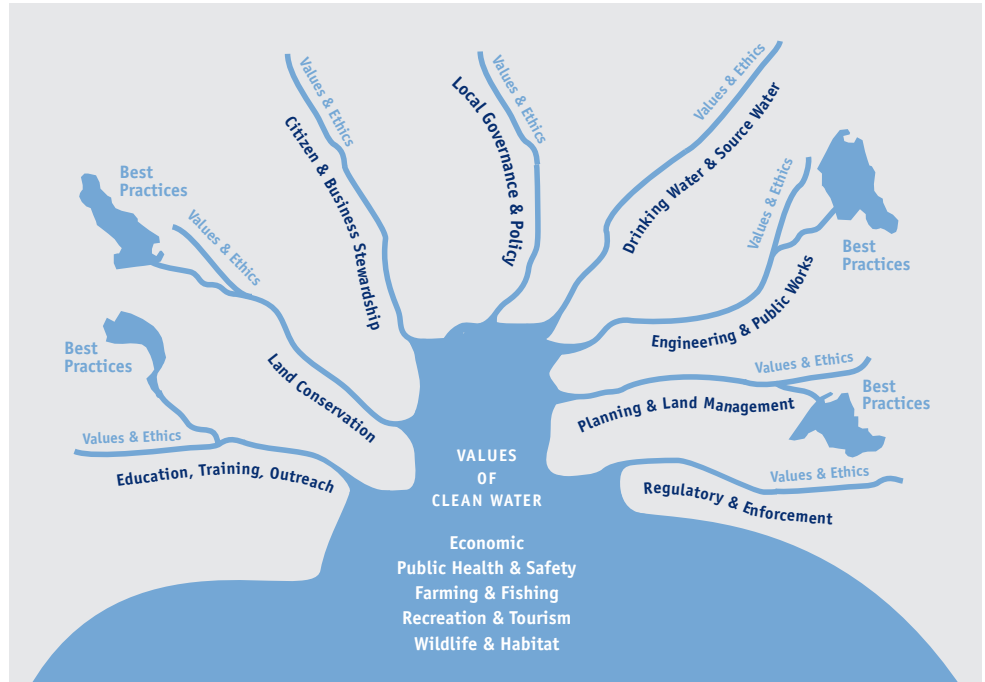 Values & Ethics
Citizen & Business Stewardship
Values & Ethics
Local Governance & Policy
Values & Ethics
Drinking Water & Source Water
Best
Practices
Values & Ethics
Land Conservation
Values & Ethics
Best
Practices
Engineering & Public Works
Best
Practices
Values & Ethics
Education, Training, Outreach
Values & Ethics
Best
Practices
Planning & Land Management
Values & Ethics
Regulatory & Enforcement
VALUES
OF
CLEAN WATER
Economic
Public Health & Safety
Farming & Fishing
Recreation & Tourism
Wildlife & Habitat